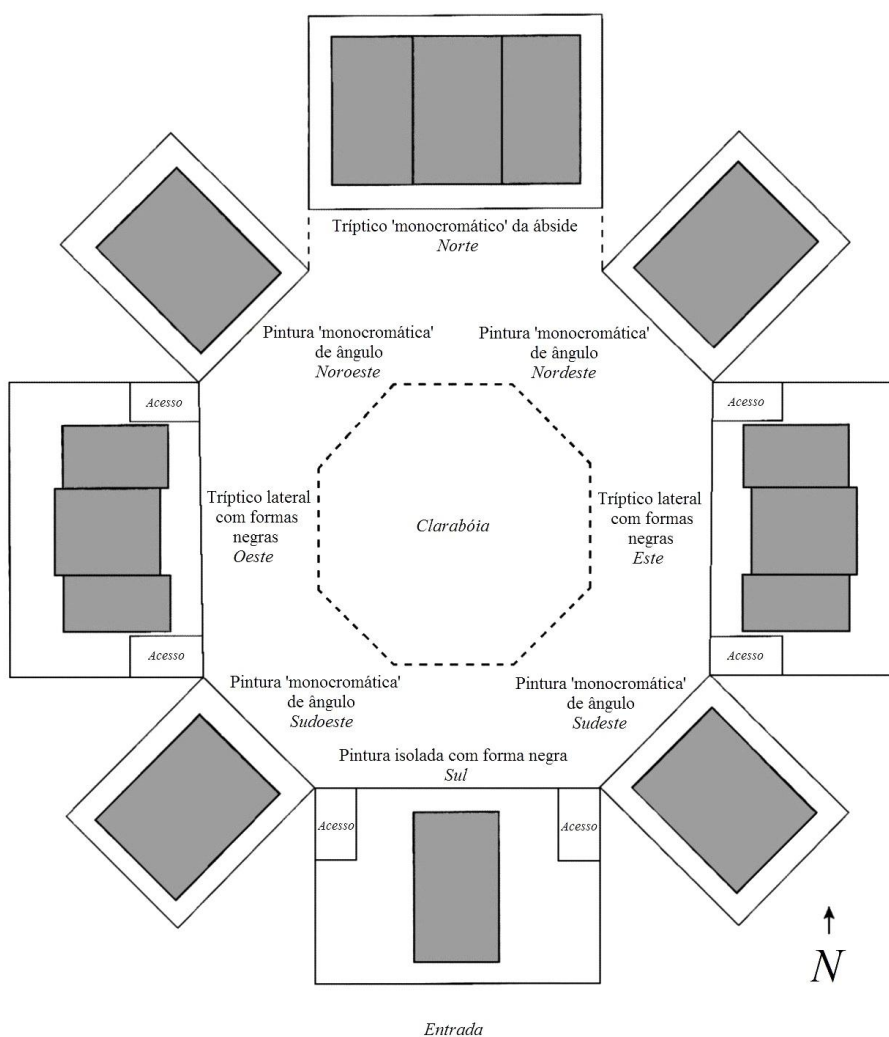 Tríptico 'monocromático' da ábside
Norte
Pintura 'monocromática'
de ângulo
Noroeste
Pintura 'monocromática'
de ângulo
Nordeste
Acesso
Acesso
Tríptico lateral
com formas
negras
Oeste
Clarabóia
Tríptico lateral
com formas
negras
Este
Acesso
Acesso
Pintura 'monocromática'
de ângulo
Sudoeste
Pintura 'monocromática'
de ângulo
Sudeste
Pintura isolada com forma negra
Sul
Acesso
Acesso
N
Entrada